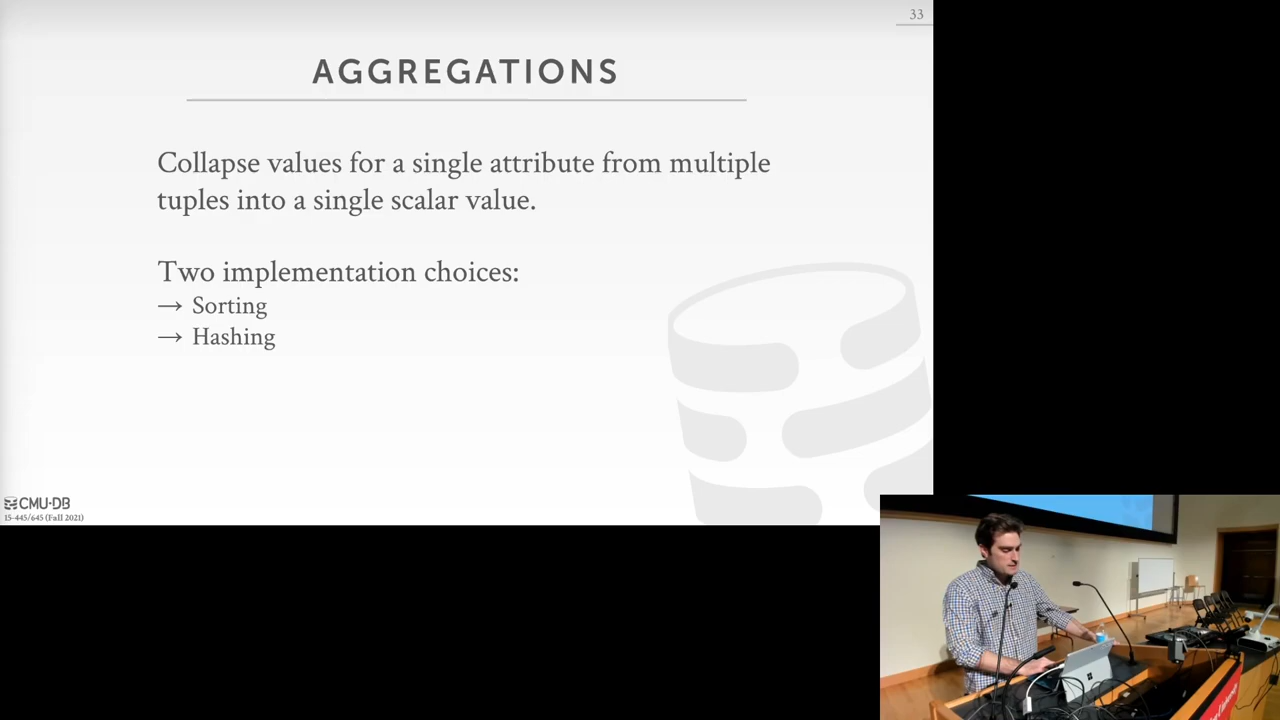 33
AGGREGATIONS
Collapse values for a single attribute from multiple
tuples into a single scalar value.
Two implementation choices:
→ Sorting
→ Hashing
CMU·DB
15-445/645 (Fall 2021)